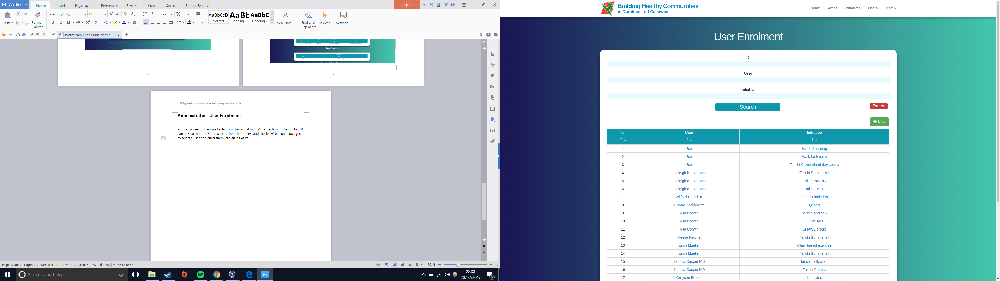 Writer
Home
Insert
Page Layout
References
Review
View
Section
Special Features
Sign in
Paste
Cut
Copy
Format
Painter
Calibri (Body)
12
AaBbCcD
Normal
AaBb
Heading 1
AaBbC
Heading 2
New Style
Find and
Replace
Select
Settings
Preliminary User Guide.docx *
Feedbacks
5
6
Building Healthy Communities Preliminary Website Guide
Administrator - User Enrolment
You can access this simple table from the drop down ‘More’ section of the top bar. It
can be searched the same way as the other tables, and the ‘New’ button allows you
to select a user and enrol them into an initiative.
Page Num: 7 Page: 7/7 Section: 1/1 Row: 4 Column: 52 Words: 758 Spell Check
70 %
Ask me anything
22:38
28/02/2017
5
Building Healthy Communities
in Dumfries and Galloway
Home
Areas
Initiatives
Users
More
User Enrolment
Id
User
Initiative
Search
Reset
New
Id User Initiative
↑ ↓ ↑ ↓ ↑ ↓
1 User Hard of hearing
2 User Walk for Health
3 User Tai chi Cumberland day centre
4 Haleigh Kertzmann Tai chi Summerhill
5 Haleigh Kertzmann Tai chi NWRC
6 Haleigh Kertzmann Tai Chi 50+
7 Wilford Hamill Jr. Tai chi Lincluden
8 Ebony Hodkiewicz Qijong
9 Vita Corwin Scrimp and sew
10 Vita Corwin I.O.W. Arts
11 Vita Corwin SHAWL group
12 Tyrese Reichel Tai chi Summerhill
13 Erich Mueller Chair based exercise
14 Erich Mueller Tai chi Summerhill
15 Jeromy Casper MD Tai chi Hollywood
16 Jeromy Casper MD Tai chi Potters
17 Greyson Brakus Lifestyles